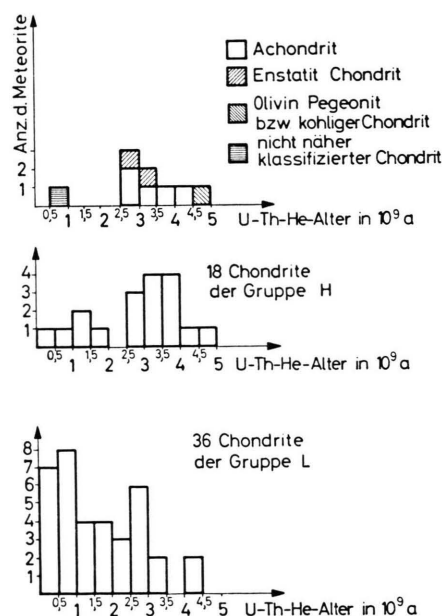 Anz.d. Meteorite
Achondrit
Enstatit Chondrit
Olivin Pegeonit
bzw kohliger Chondrit
nicht näher
klassifizierter Chondrit
2
1
0,5 1 1,5 2 2,5 3 3,5 4 4,5 5 U-Th-He-Alter in 10⁹ a
18 Chondrite
der Gruppe H
4
3
2
1
0,5 1 1,5 2 2,5 3 3,5 4 4,5 5 U-Th-He-Alter in 10⁹ a
36 Chondrite
der Gruppe L
8
7
6
5
4
3
2
1
0,5 1 1,5 2 2,5 3 3,5 4 4,5 5 U-Th-He-Alter in 10⁹ a